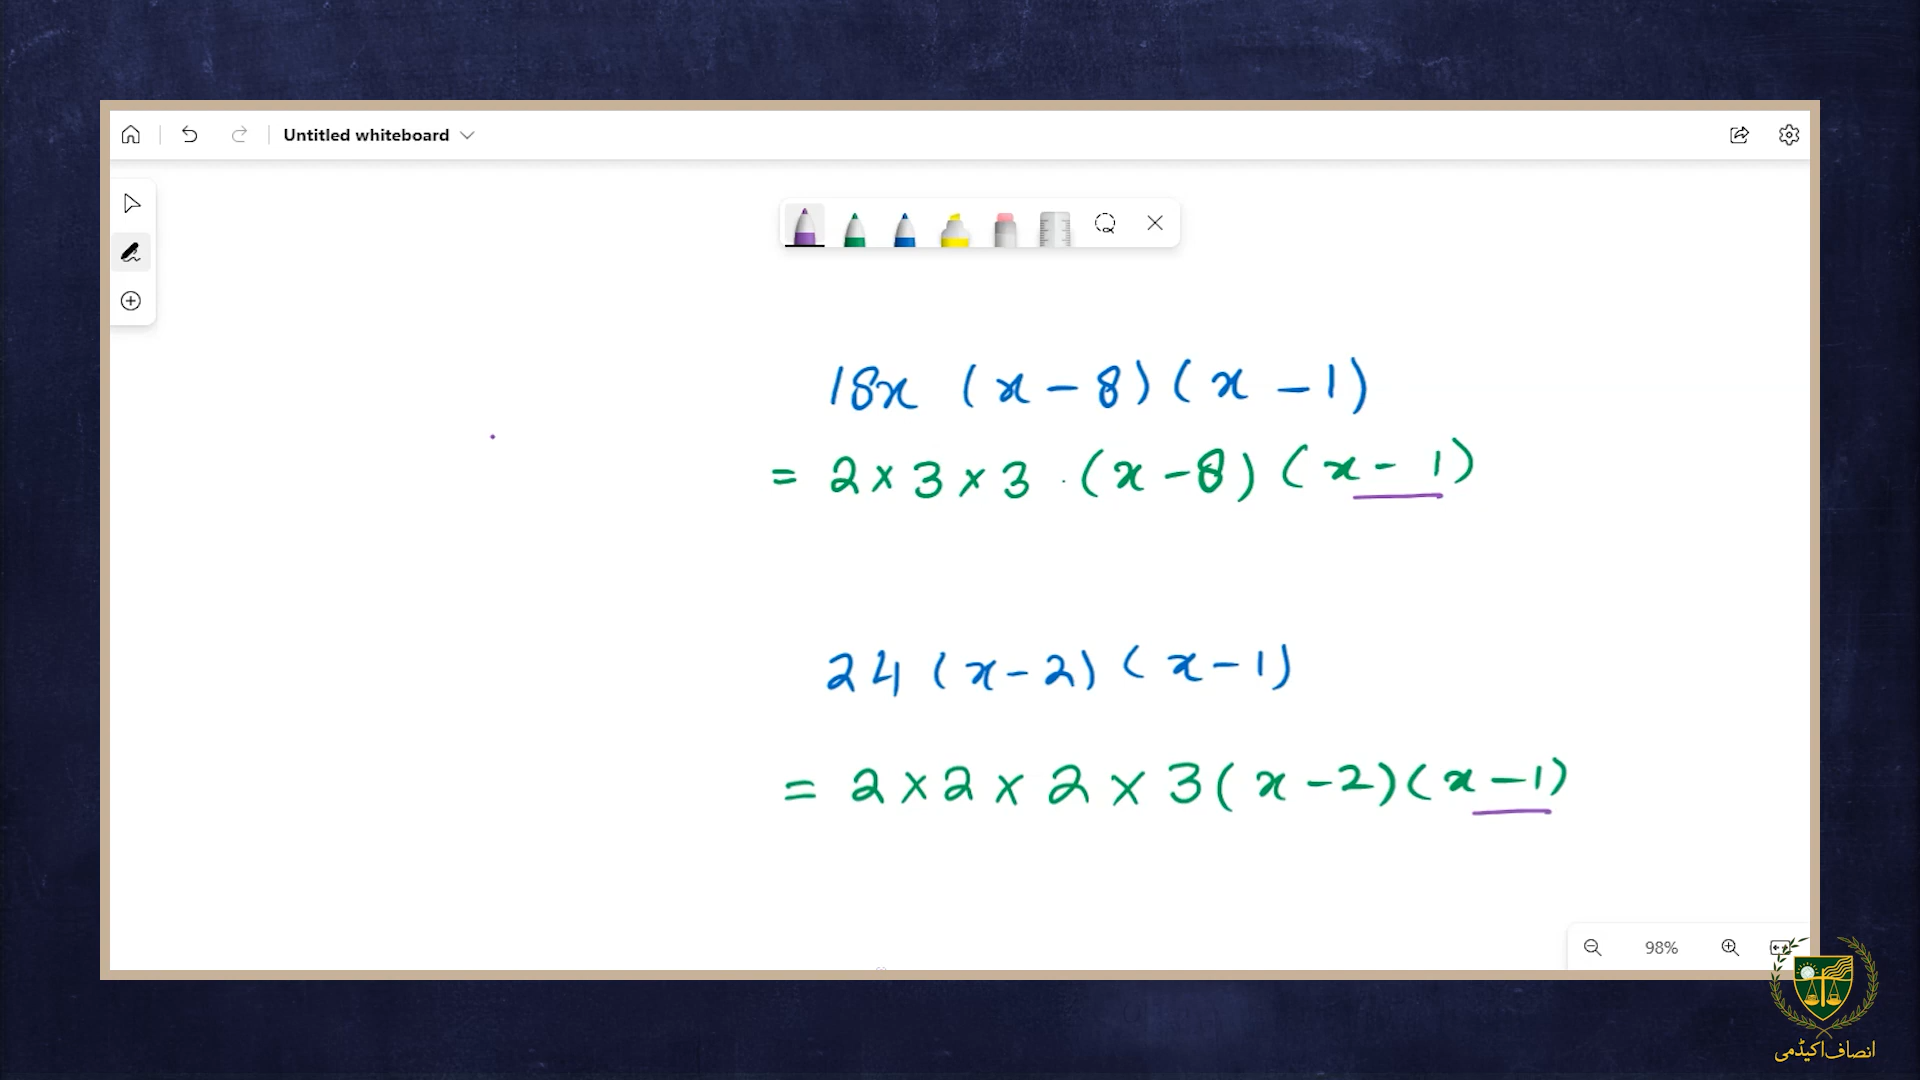 Untitled whiteboard
18x (x - 8) (x - 1)
= 2 × 3 × 3 · (x - 8) (x - 1)
24 (x - 2) (x - 1)
= 2 × 2 × 2 × 3 (x - 2) (x - 1)
98%
انصاف اکیڈمی